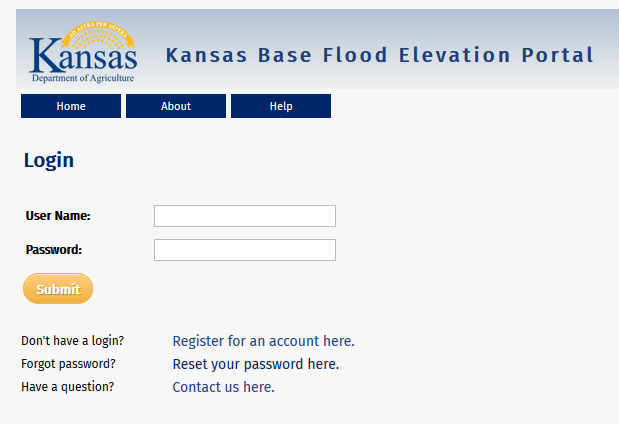 AD ASTRA PER ASPERA
Kansas
Department of Agriculture
Kansas Base Flood Elevation Portal
Home About Help
Login
User Name:
Password:
Submit
Don't have a login? Register for an account here.
Forgot password? Reset your password here.
Have a question? Contact us here.